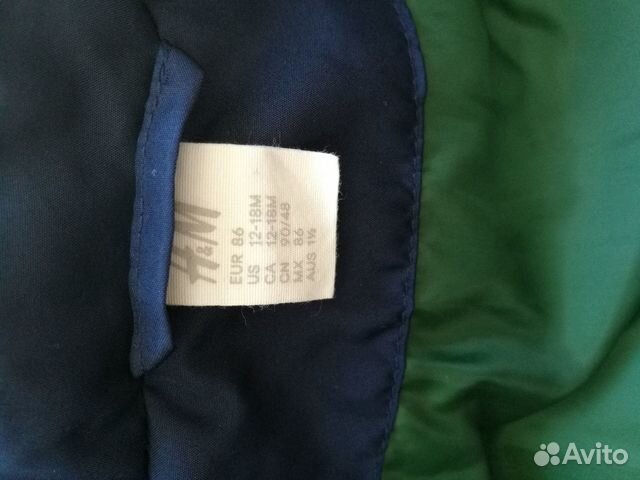 H&M
EUR 86
US 12-18M
CA 12-18M
CN 90/48
MX 86
AUS 1½
Avito